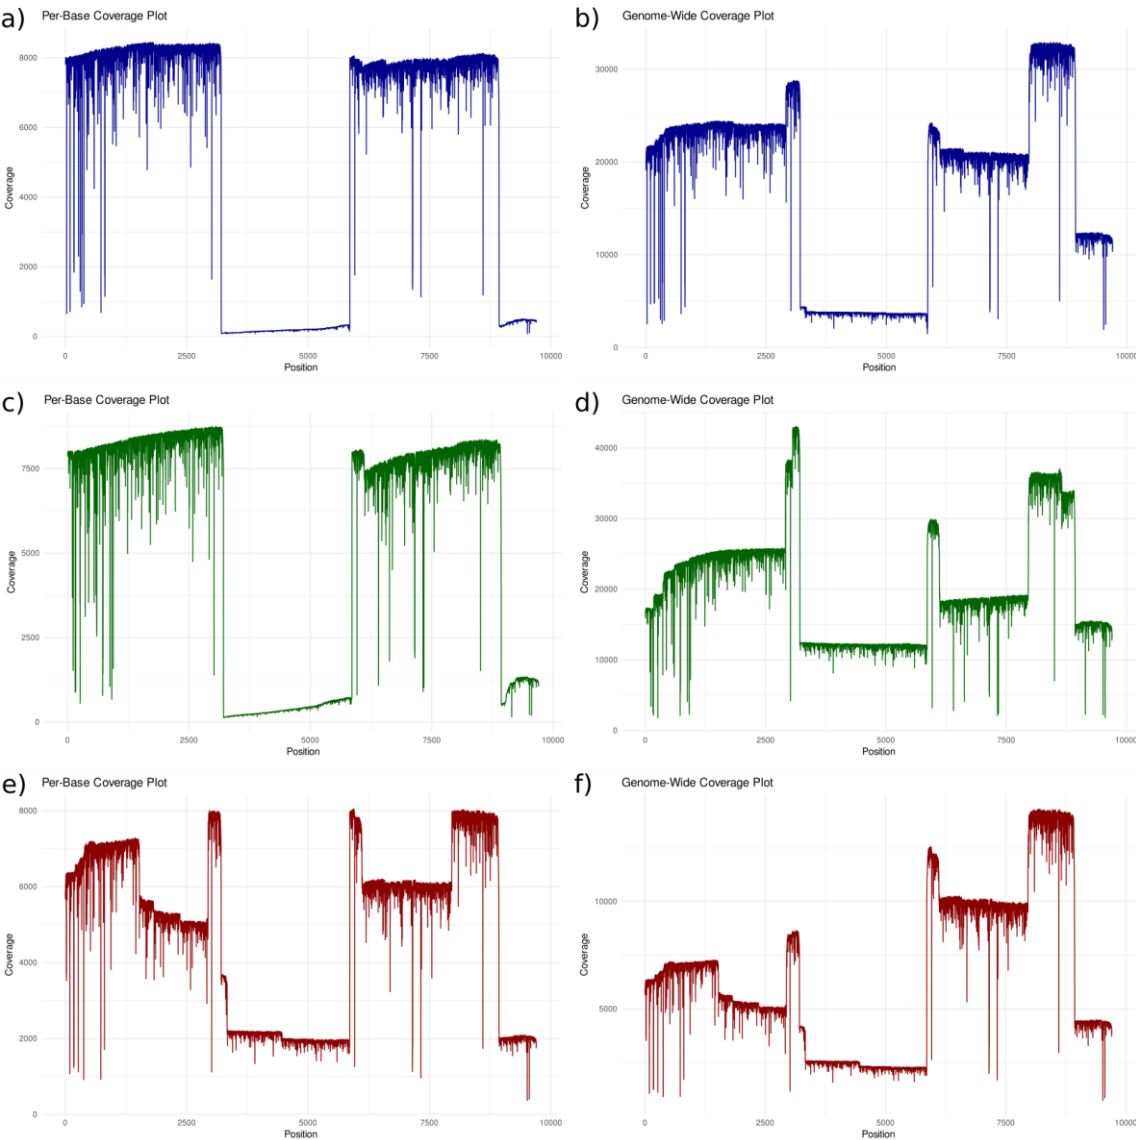 a) Per-Base Coverage Plot
8000
6000
4000
2000
0
Coverage
0 2500 5000 7500 10000
Position
b) Genome-Wide Coverage Plot
30000
20000
10000
0
Coverage
0 2500 5000 7500 10000
Position
c) Per-Base Coverage Plot
7500
5000
2500
0
Coverage
0 2500 5000 7500 10000
Position
d) Genome-Wide Coverage Plot
40000
30000
20000
10000
0
Coverage
0 2500 5000 7500 10000
Position
e) Per-Base Coverage Plot
8000
6000
4000
2000
0
Coverage
0 2500 5000 7500 10000
Position
f) Genome-Wide Coverage Plot
10000
5000
Coverage
0 2500 5000 7500 10000
Position